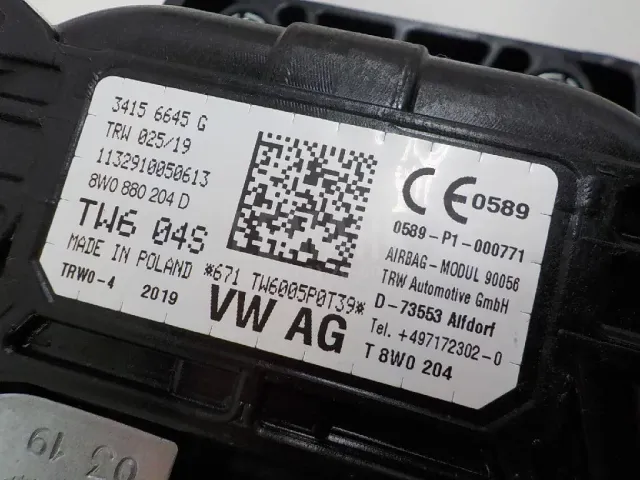 3415 6645 G
TRW 025/19
1132910050613
8W0 880 204 D
TW6 04S
MADE IN POLAND
TRW0-4 2019
*671 TW6005P0T39*
VW AG
CE 0589
0589-P1-000771
AIRBAG-MODUL 90056
TRW Automotive GmbH
D-73553 Alfdorf
Tel. +497172302-0
T 8W0 204
03 19